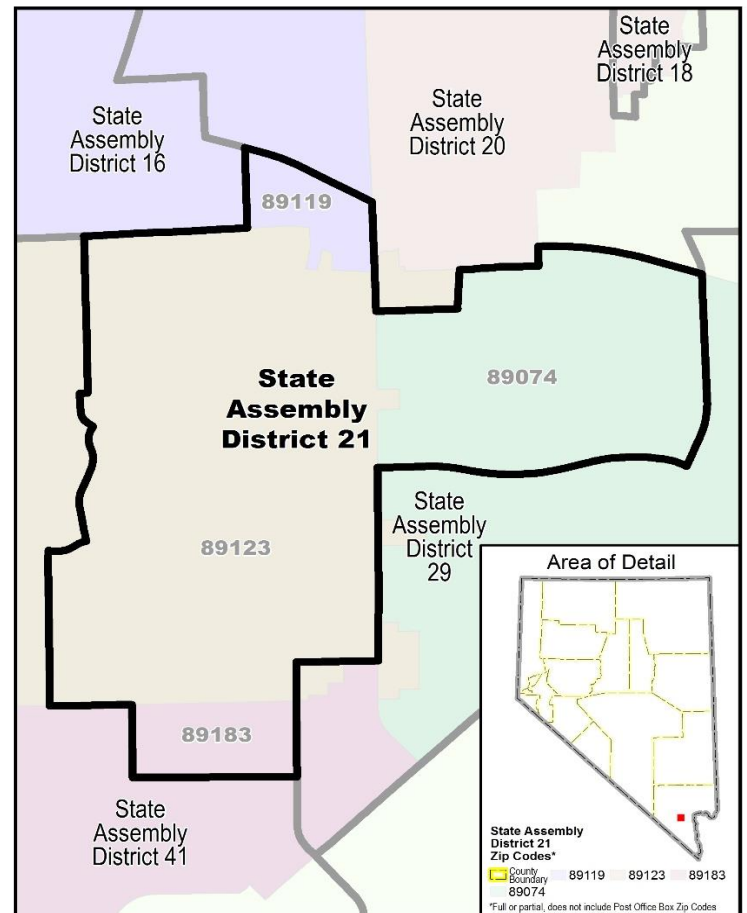 State
Assembly
District 18
State
Assembly
District 16
State
Assembly
District 20
89119
State
Assembly
District 21
89074
89123
State
Assembly
District
29
89183
State
Assembly
District 41
Area of Detail
State Assembly
District 21
Zip Codes*
County
Boundary
89119
89123
89183
89074
*Full or partial, does not include Post Office Box Zip Codes